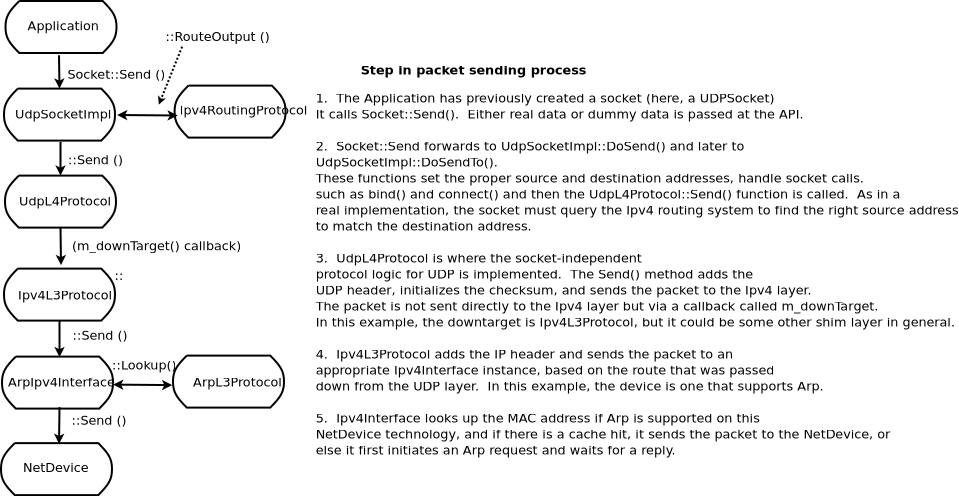 Application
::RouteOutput ()
Socket::Send ()
UdpSocketImpl
Ipv4RoutingProtocol
::Send ()
UdpL4Protocol
(m_downTarget() callback)
::
Ipv4L3Protocol
::Send ()
::Lookup()
ArpIpv4Interface
ArpL3Protocol
::Send ()
NetDevice
Step in packet sending process
1.  The Application has previously created a socket (here, a UDPSocket)
It calls Socket::Send().  Either real data or dummy data is passed at the API.
2.  Socket::Send forwards to UdpSocketImpl::DoSend() and later to
UdpSocketImpl::DoSendTo().
These functions set the proper source and destination addresses, handle socket calls.
such as bind() and connect() and then the UdpL4Protocol::Send() function is called.  As in a
real implementation, the socket must query the Ipv4 routing system to find the right source address
to match the destination address.
3.  UdpL4Protocol is where the socket-independent
protocol logic for UDP is implemented.  The Send() method adds the
UDP header, initializes the checksum, and sends the packet to the Ipv4 layer.
The packet is not sent directly to the Ipv4 layer but via a callback called m_downTarget.
In this example, the downtarget is Ipv4L3Protocol, but it could be some other shim layer in general.
4.  Ipv4L3Protocol adds the IP header and sends the packet to an
appropriate Ipv4Interface instance, based on the route that was passed
down from the UDP layer.  In this example, the device is one that supports Arp.
5.  Ipv4Interface looks up the MAC address if Arp is supported on this
NetDevice technology, and if there is a cache hit, it sends the packet to the NetDevice, or
else it first initiates an Arp request and waits for a reply.